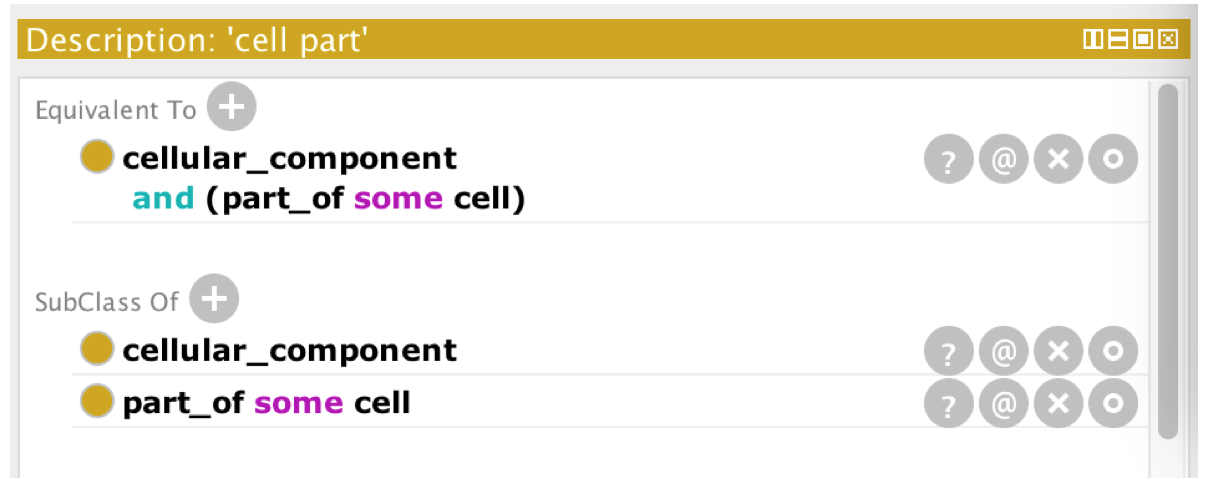 Description: 'cell part'
Equivalent To
cellular_component
and (part_of some cell)
? @
SubClass Of
cellular_component
? @
part_of some cell
? @